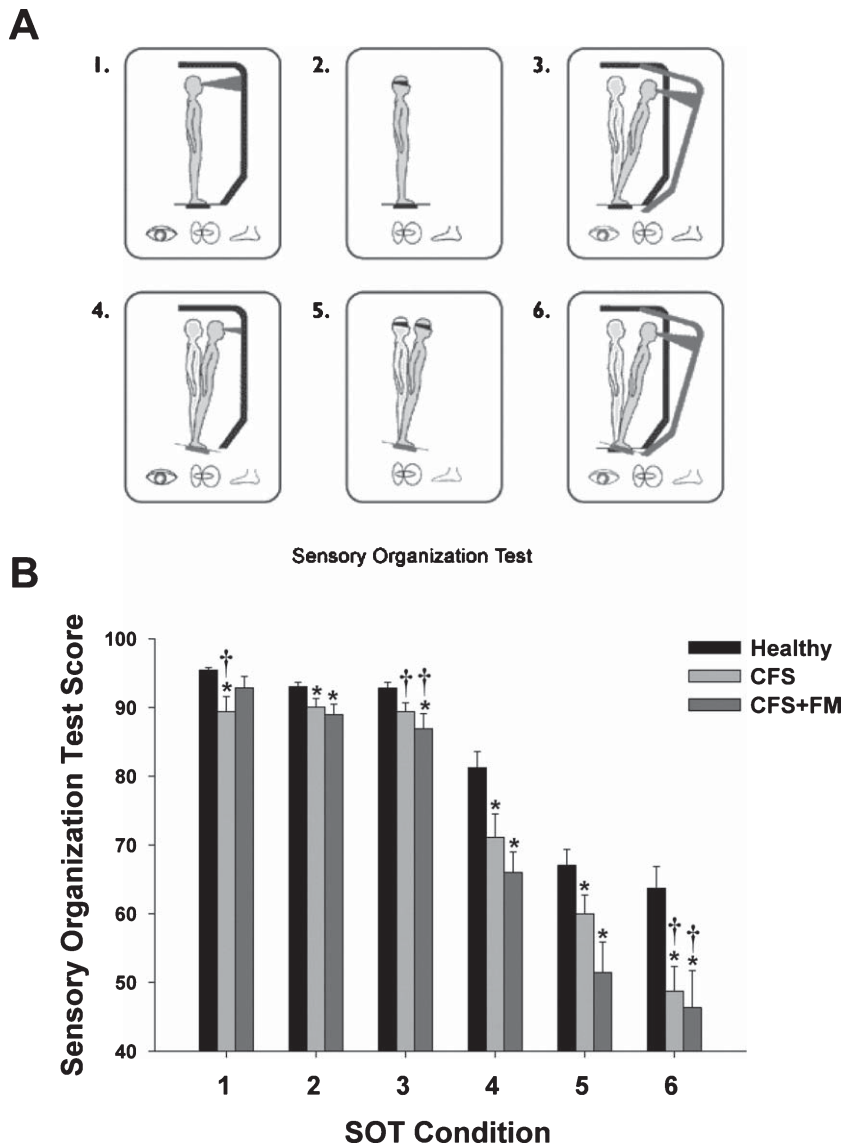 A
1.
2.
3.
4.
5.
6.
Sensory Organization Test
B
Sensory Organization Test Score
100
90
80
70
60
50
40
†
*
* *
† †
*
*
*
*
*
† †
* *
Healthy
CFS
CFS+FM
1 2 3 4 5 6
SOT Condition